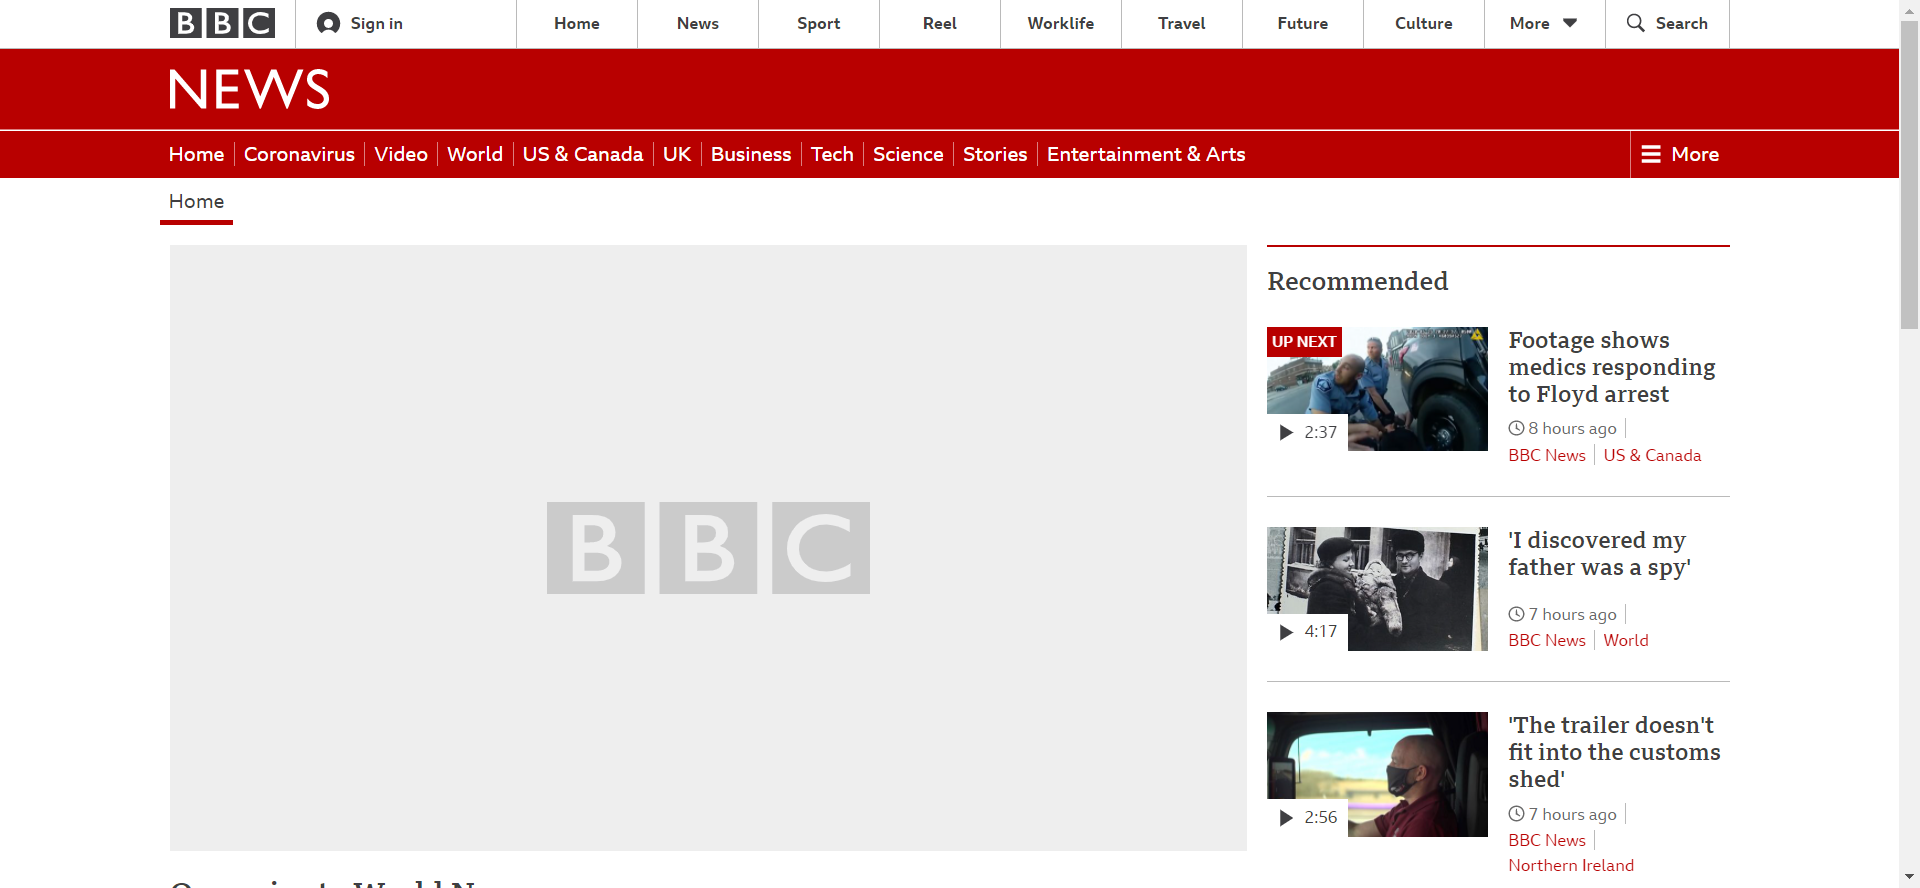 BBC
Sign in
Home
News
Sport
Reel
Worklife
Travel
Future
Culture
More
Search
NEWS
Home
Coronavirus
Video
World
US & Canada
UK
Business
Tech
Science
Stories
Entertainment & Arts
More
Home
BBC
Recommended
UP NEXT
2:37
Footage shows
medics responding
to Floyd arrest
8 hours ago
BBC News
US & Canada
4:17
'I discovered my
father was a spy'
7 hours ago
BBC News
World
2:56
'The trailer doesn't
fit into the customs
shed'
7 hours ago
BBC News
Northern Ireland